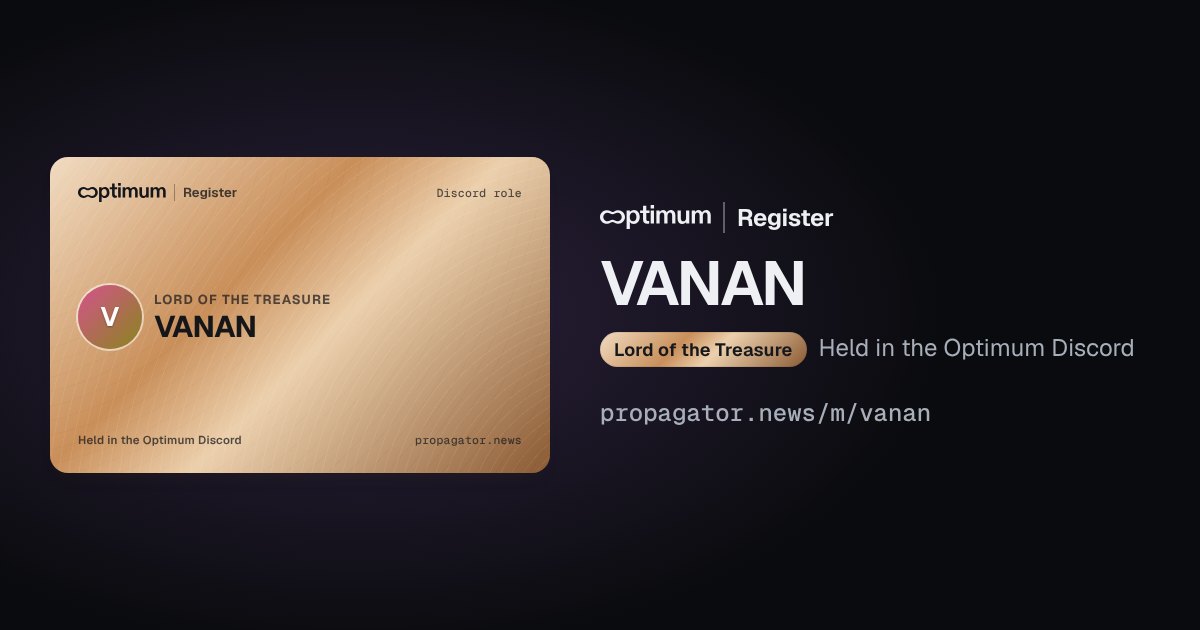 optimum | Register
Discord role
V
LORD OF THE TREASURE
VANAN
Held in the Optimum Discord
propagator.news
optimum | Register
VANAN
Lord of the Treasure
Held in the Optimum Discord
propagator.news/m/vanan